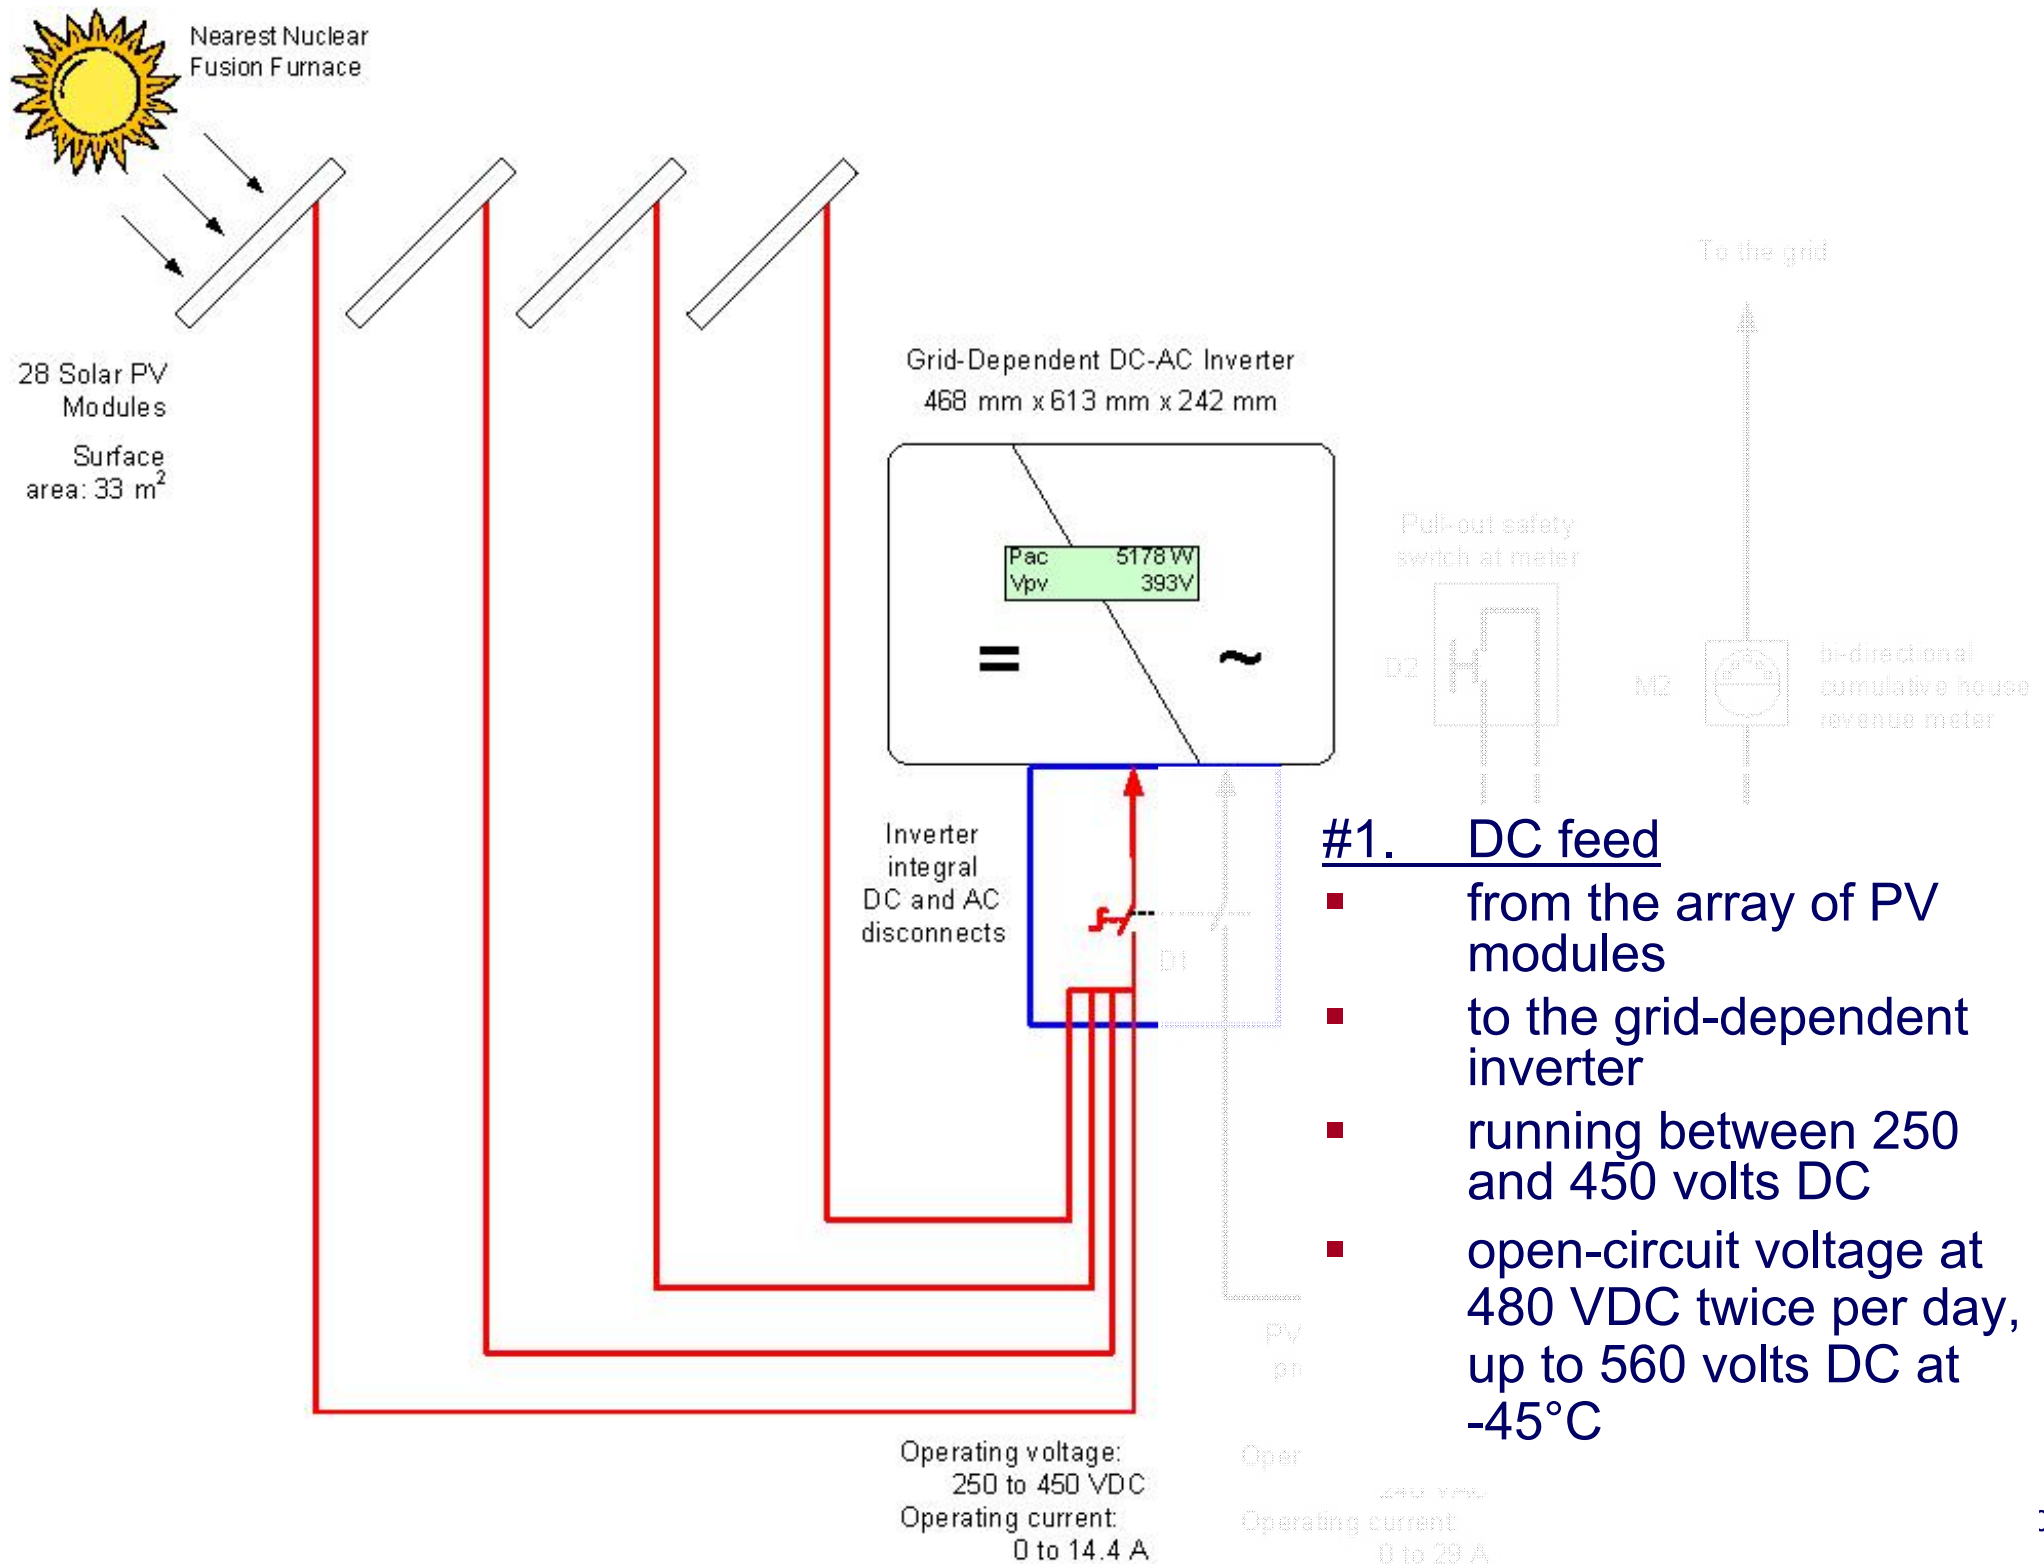 Nearest Nuclear
Fusion Furnace
To the grid
28 Solar PV
Modules
Surface
area: 33 m²
Grid-Dependent DC-AC Inverter
468 mm x 613 mm x 242 mm
Pull-out safety
switch at meter
Pac 5178 W
Vpv 393V
= ~
D2
M2
bi-directional
cumulative house
revenue meter
Inverter
integral
DC and AC
disconnects
D1
#1. DC feed
▪ from the array of PV
modules
▪ to the grid-dependent
inverter
▪ running between 250
and 450 volts DC
▪ open-circuit voltage at
480 VDC twice per day,
up to 560 volts DC at
-45°C
PV
Operating voltage:
250 to 450 VDC
Operating current:
0 to 14.4 A
Oper
240 VAC
Operating current:
0 to 29 A